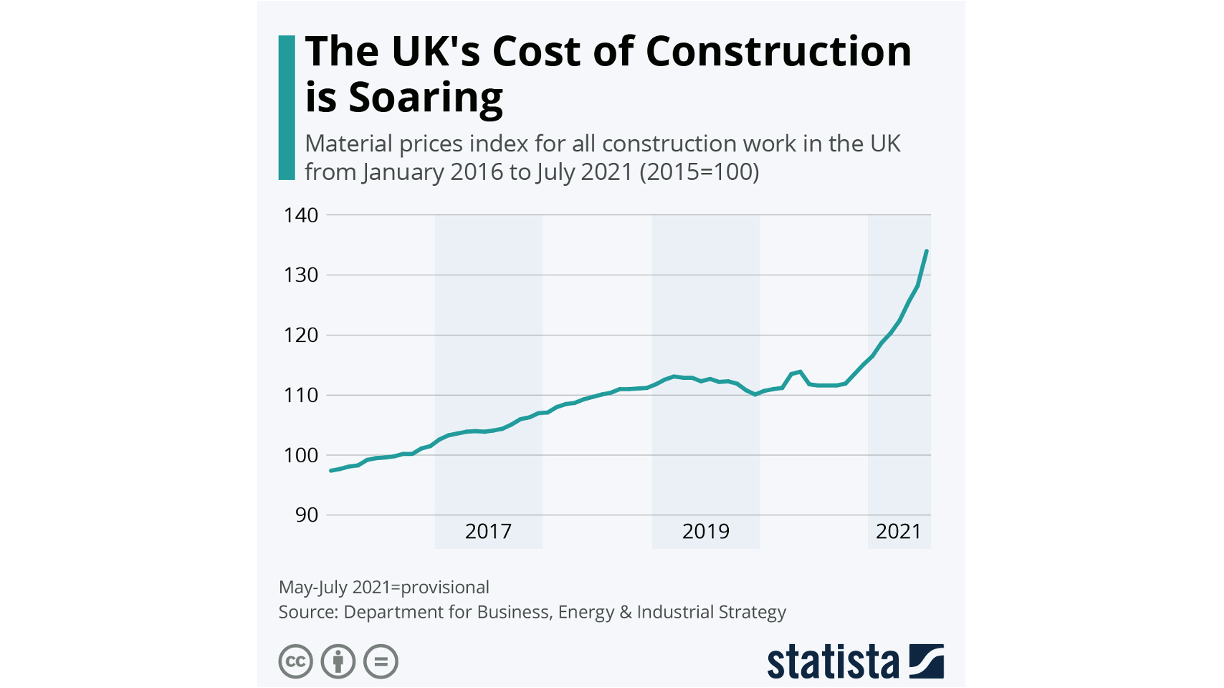 The UK's Cost of Construction
is Soaring
Material prices index for all construction work in the UK
from January 2016 to July 2021 (2015=100)
140
130
120
110
100
90
2017
2019
2021
May-July 2021=provisional
Source: Department for Business, Energy & Industrial Strategy
cc
=
statista